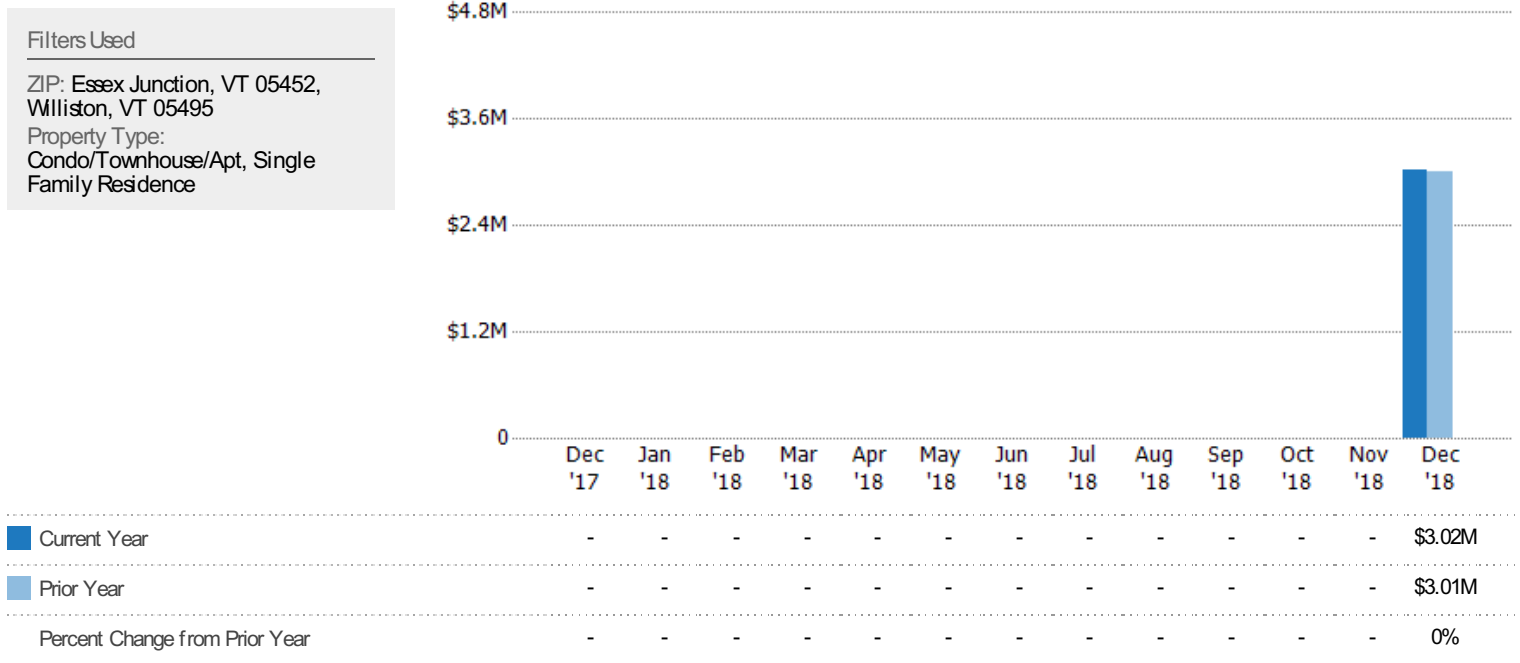 Filters Used
ZIP: Essex Junction, VT 05452,
Williston, VT 05495
Property Type:
Condo/Townhouse/Apt, Single
Family Residence
$4.8M
$3.6M
$2.4M
$1.2M
0
Dec Jan Feb Mar Apr May Jun Jul Aug Sep Oct Nov Dec
'17 '18 '18 '18 '18 '18 '18 '18 '18 '18 '18 '18 '18
Current Year - - - - - - - - - - - - $3.02M
Prior Year - - - - - - - - - - - - $3.01M
Percent Change from Prior Year - - - - - - - - - - - - 0%